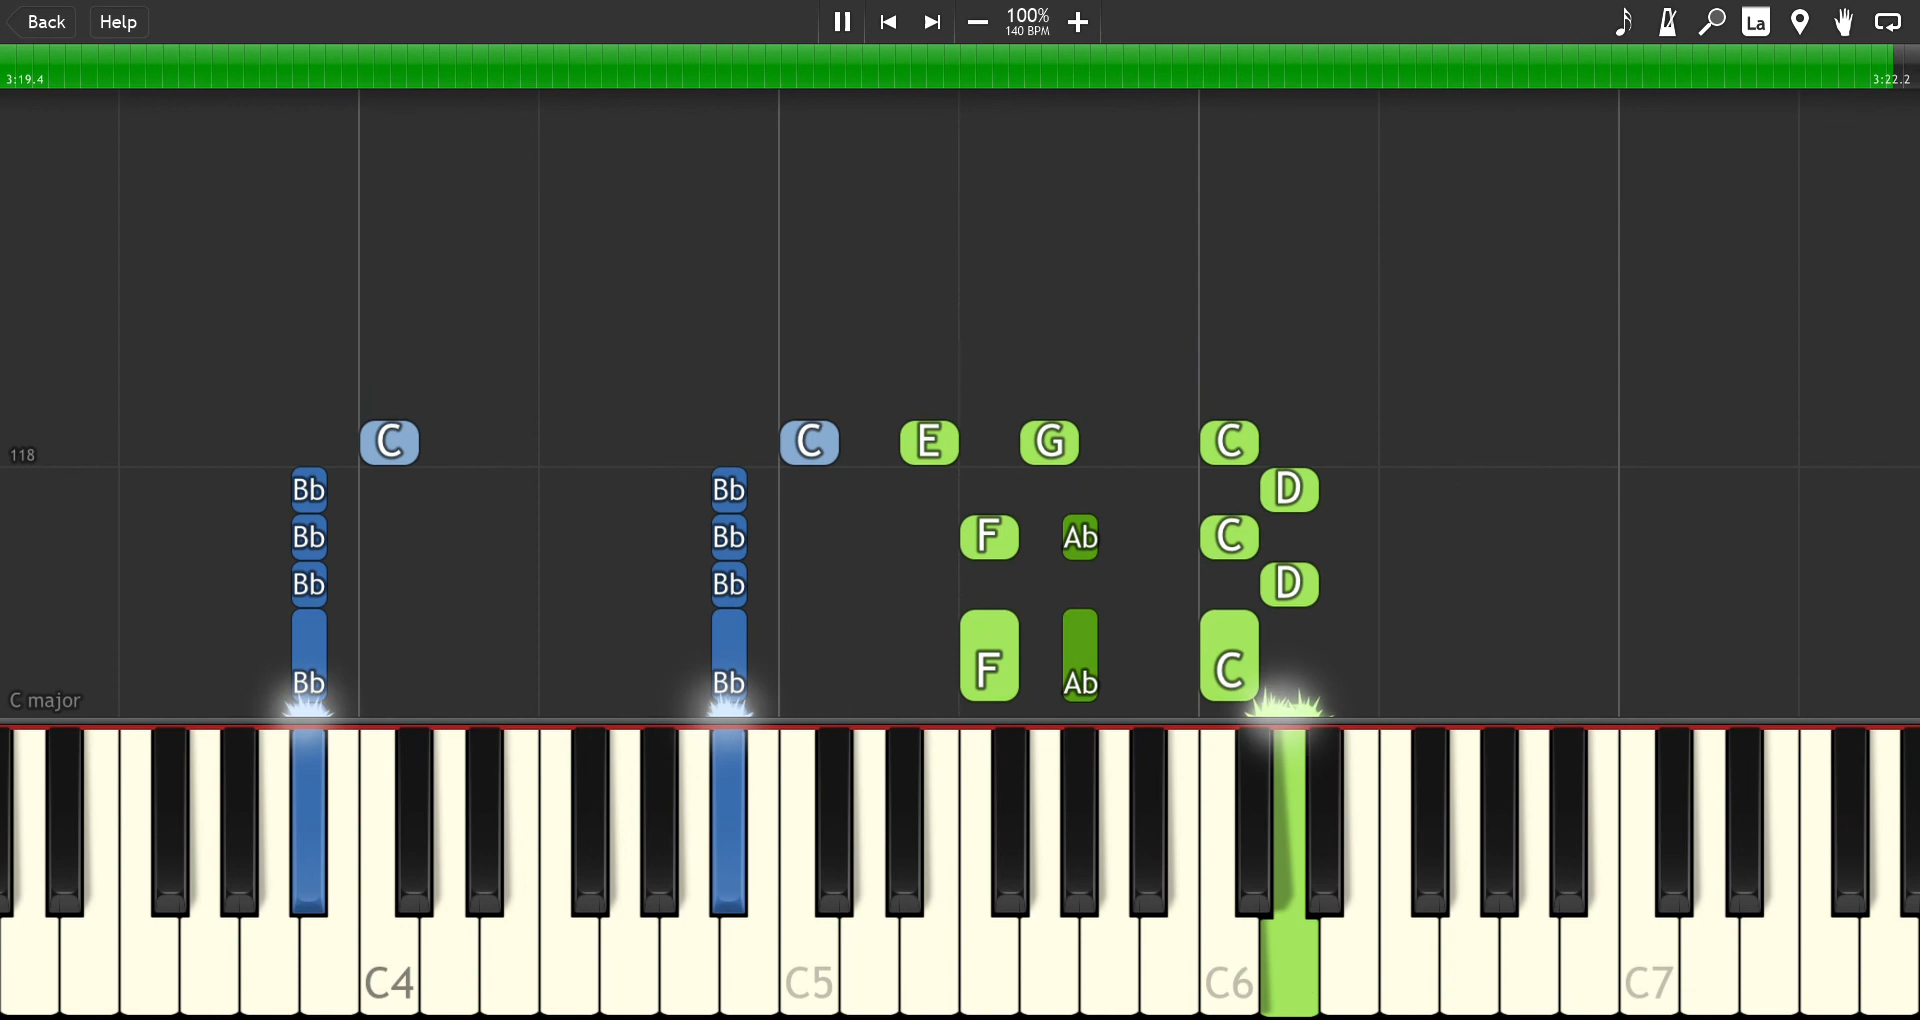 Back Help 100% La
140 BPM
3:19.4 3:22.2
C C E G C
118
Bb Bb D
Bb Bb F Ab C
Bb Bb D
Bb Bb F Ab C
C major
C4 C5 C6 C7